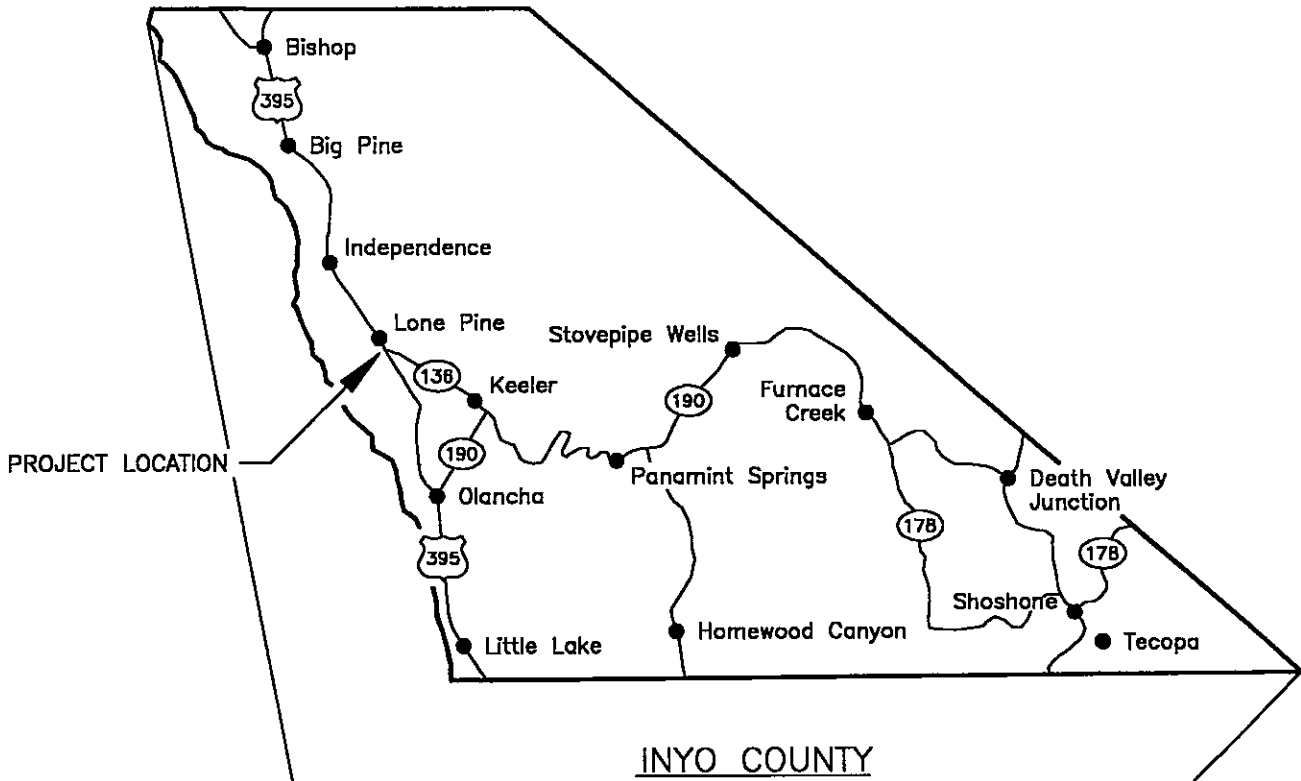 Bishop
395
Big Pine
Independence
Lone Pine
Stovepipe Wells
136
Keeler
190
Furnace
Creek
PROJECT LOCATION
190
Panamint Springs
Death Valley
Junction
Olancha
178
178
395
Shoshone
Little Lake
Homewood Canyon
Tecopa
INYO COUNTY